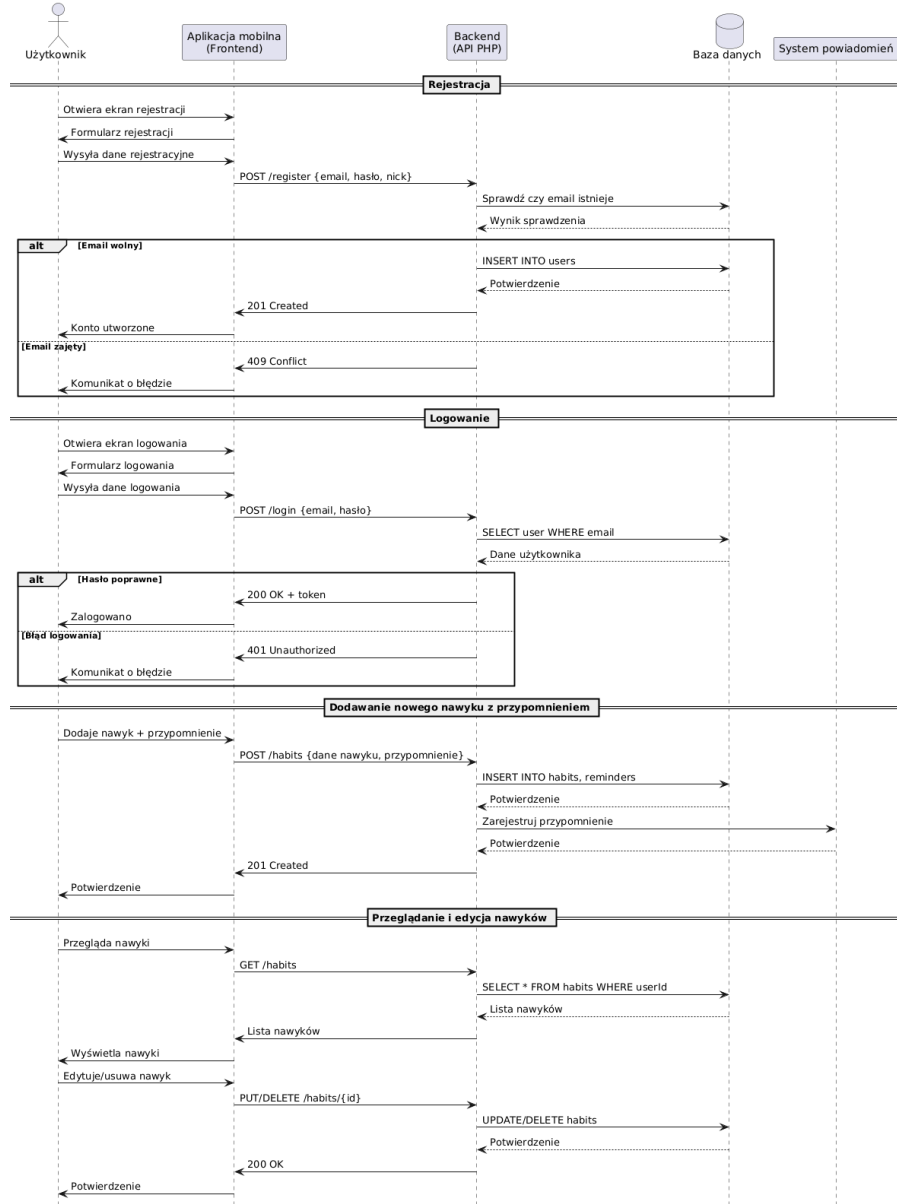 Użytkownik
Aplikacja mobilna
(Frontend)
Backend
(API PHP)
Baza danych
System powiadomień
Rejestracja
Otwiera ekran rejestracji
Formularz rejestracji
Wysyła dane rejestracyjne
POST /register {email, hasło, nick}
Sprawdź czy email istnieje
Wynik sprawdzenia
alt
[Email wolny]
INSERT INTO users
Potwierdzenie
201 Created
Konto utworzone
[Email zajęty]
409 Conflict
Komunikat o błędzie
Logowanie
Otwiera ekran logowania
Formularz logowania
Wysyła dane logowania
POST /login {email, hasło}
SELECT user WHERE email
Dane użytkownika
alt
[Hasło poprawne]
200 OK + token
Zalogowano
[Błąd logowania]
401 Unauthorized
Komunikat o błędzie
Dodawanie nowego nawyku z przypomnieniem
Dodaje nawyk + przypomnienie
POST /habits {dane nawyku, przypomnienie}
INSERT INTO habits, reminders
Potwierdzenie
Zarejestruj przypomnienie
Potwierdzenie
201 Created
Potwierdzenie
Przeglądanie i edycja nawyków
Przegląda nawyki
GET /habits
SELECT * FROM habits WHERE userId
Lista nawyków
Lista nawyków
Wyświetla nawyki
Edytuje/usuwa nawyk
PUT/DELETE /habits/{id}
UPDATE/DELETE habits
Potwierdzenie
200 OK
Potwierdzenie